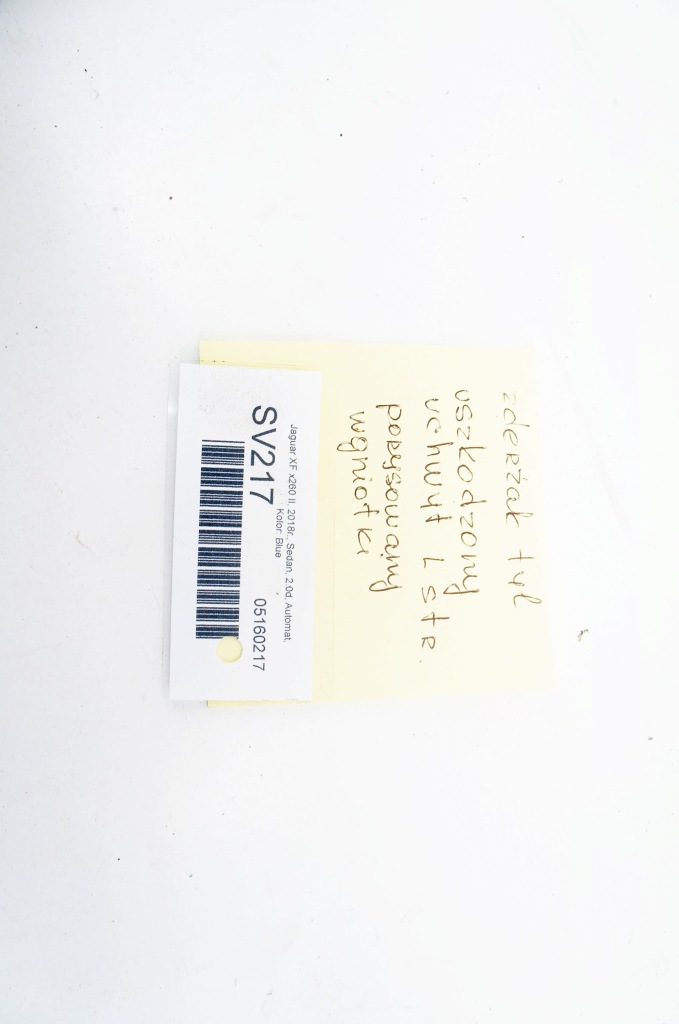 zderzak tył
uszkodzony
uchwyt L str.
porysowany
wgniotki
Jaguar XF x260 II, 2018r., Sedan, 2.0d, Automat,
Kolor: Blue
SV217
05160217